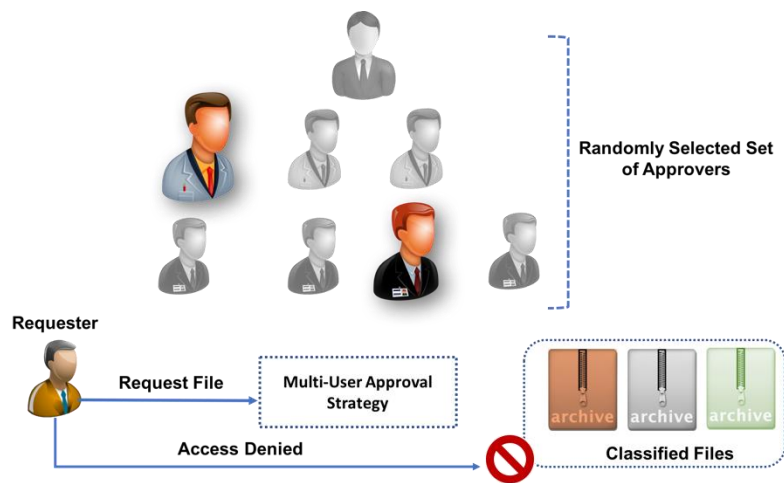 Randomly Selected Set
of Approvers
Requester
Request File
Multi-User Approval
Strategy
Access Denied
archive
archive
archive
Classified Files